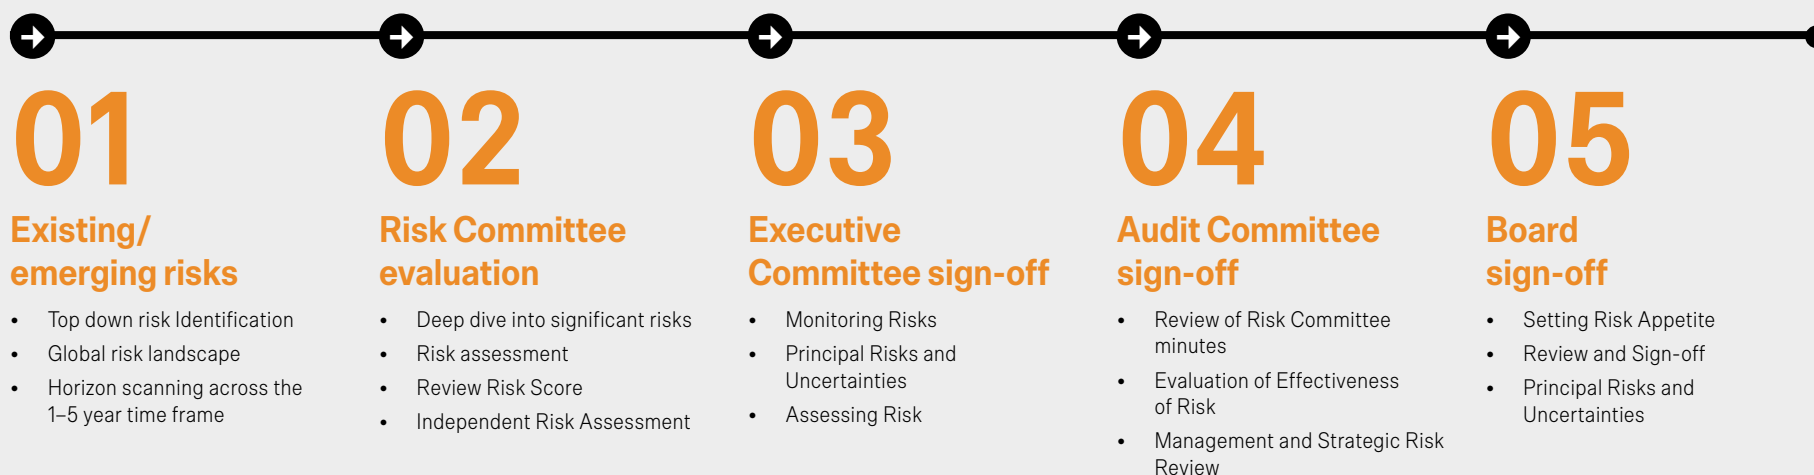 01
Existing/
emerging risks
• Top down risk Identification
• Global risk landscape
• Horizon scanning across the
1–5 year time frame
02
Risk Committee
evaluation
• Deep dive into significant risks
• Risk assessment
• Review Risk Score
• Independent Risk Assessment
03
Executive
Committee sign-off
• Monitoring Risks
• Principal Risks and
Uncertainties
• Assessing Risk
04
Audit Committee
sign-off
• Review of Risk Committee
minutes
• Evaluation of Effectiveness
of Risk
• Management and Strategic Risk
Review
05
Board
sign-off
• Setting Risk Appetite
• Review and Sign-off
• Principal Risks and
Uncertainties